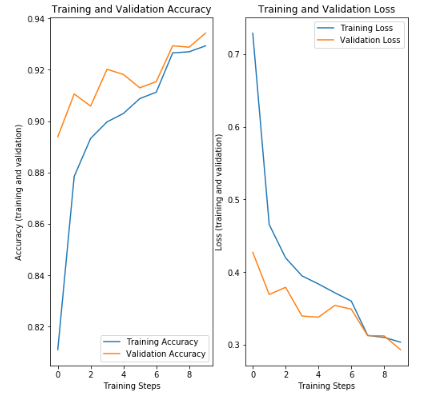 Training and Validation Accuracy
Accuracy (training and validation)
0.94
0.92
0.90
0.88
0.86
0.84
0.82
0 2 4 6 8
Training Steps
Training Accuracy
Validation Accuracy
Training and Validation Loss
Loss (training and validation)
0.7
0.6
0.5
0.4
0.3
0 2 4 6 8
Training Steps
Training Loss
Validation Loss